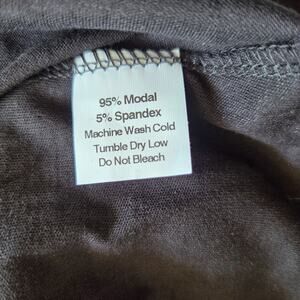 95% Modal
5% Spandex
Machine Wash Cold
Tumble Dry Low
Do Not Bleach